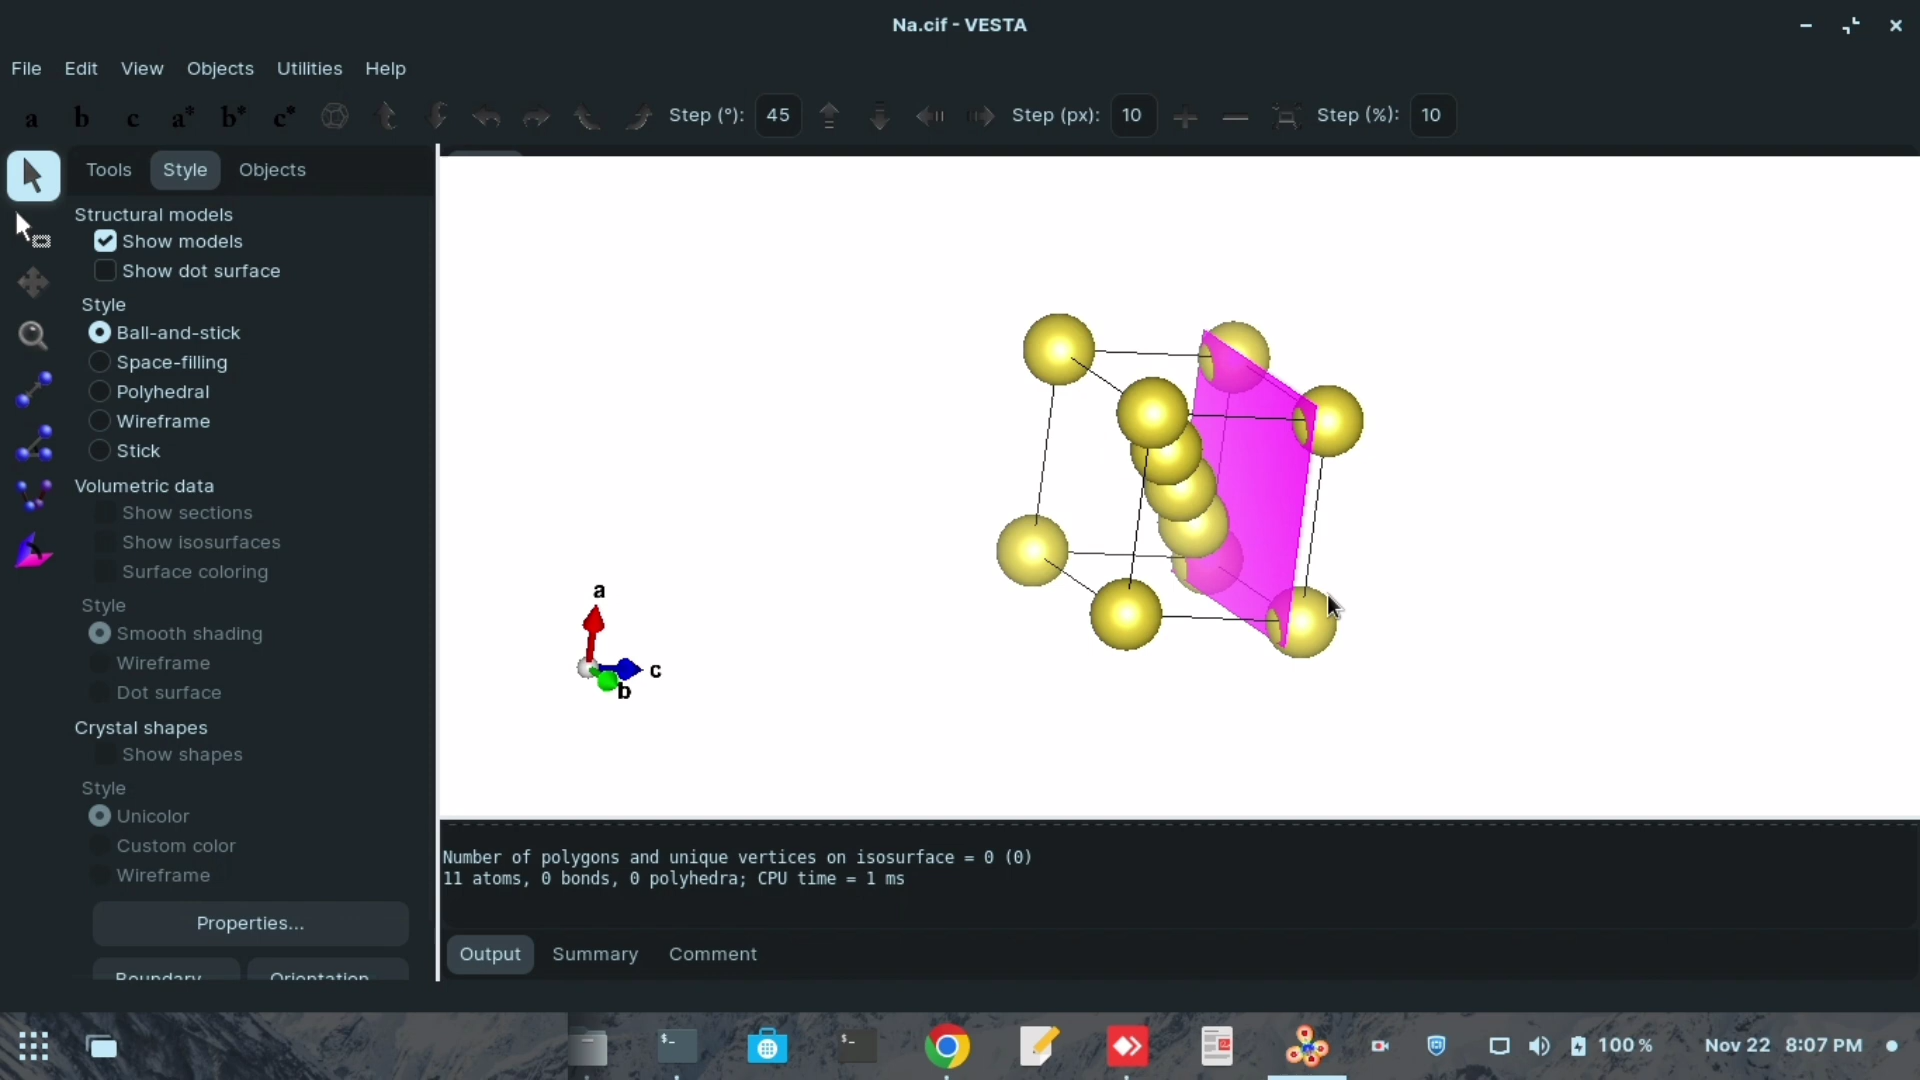 Na.cif - VESTA
File Edit View Objects Utilities Help
a b c a* b* c* Step (°): 45 Step (px): 10 Step (%): 10
Tools Style Objects
Structural models
Show models
Show dot surface
Style
Ball-and-stick
Space-filling
Polyhedral
Wireframe
Stick
Volumetric data
Show sections
Show isosurfaces
Surface coloring
Style
Smooth shading
Wireframe
Dot surface
Crystal shapes
Show shapes
Style
Unicolor
Custom color
Wireframe
Properties...
Boundary... Orientation...
a
c
b
Number of polygons and unique vertices on isosurface = 0 (0)
11 atoms, 0 bonds, 0 polyhedra; CPU time = 1 ms
Output Summary Comment
$_ $_ 100 % Nov 22 8:07 PM